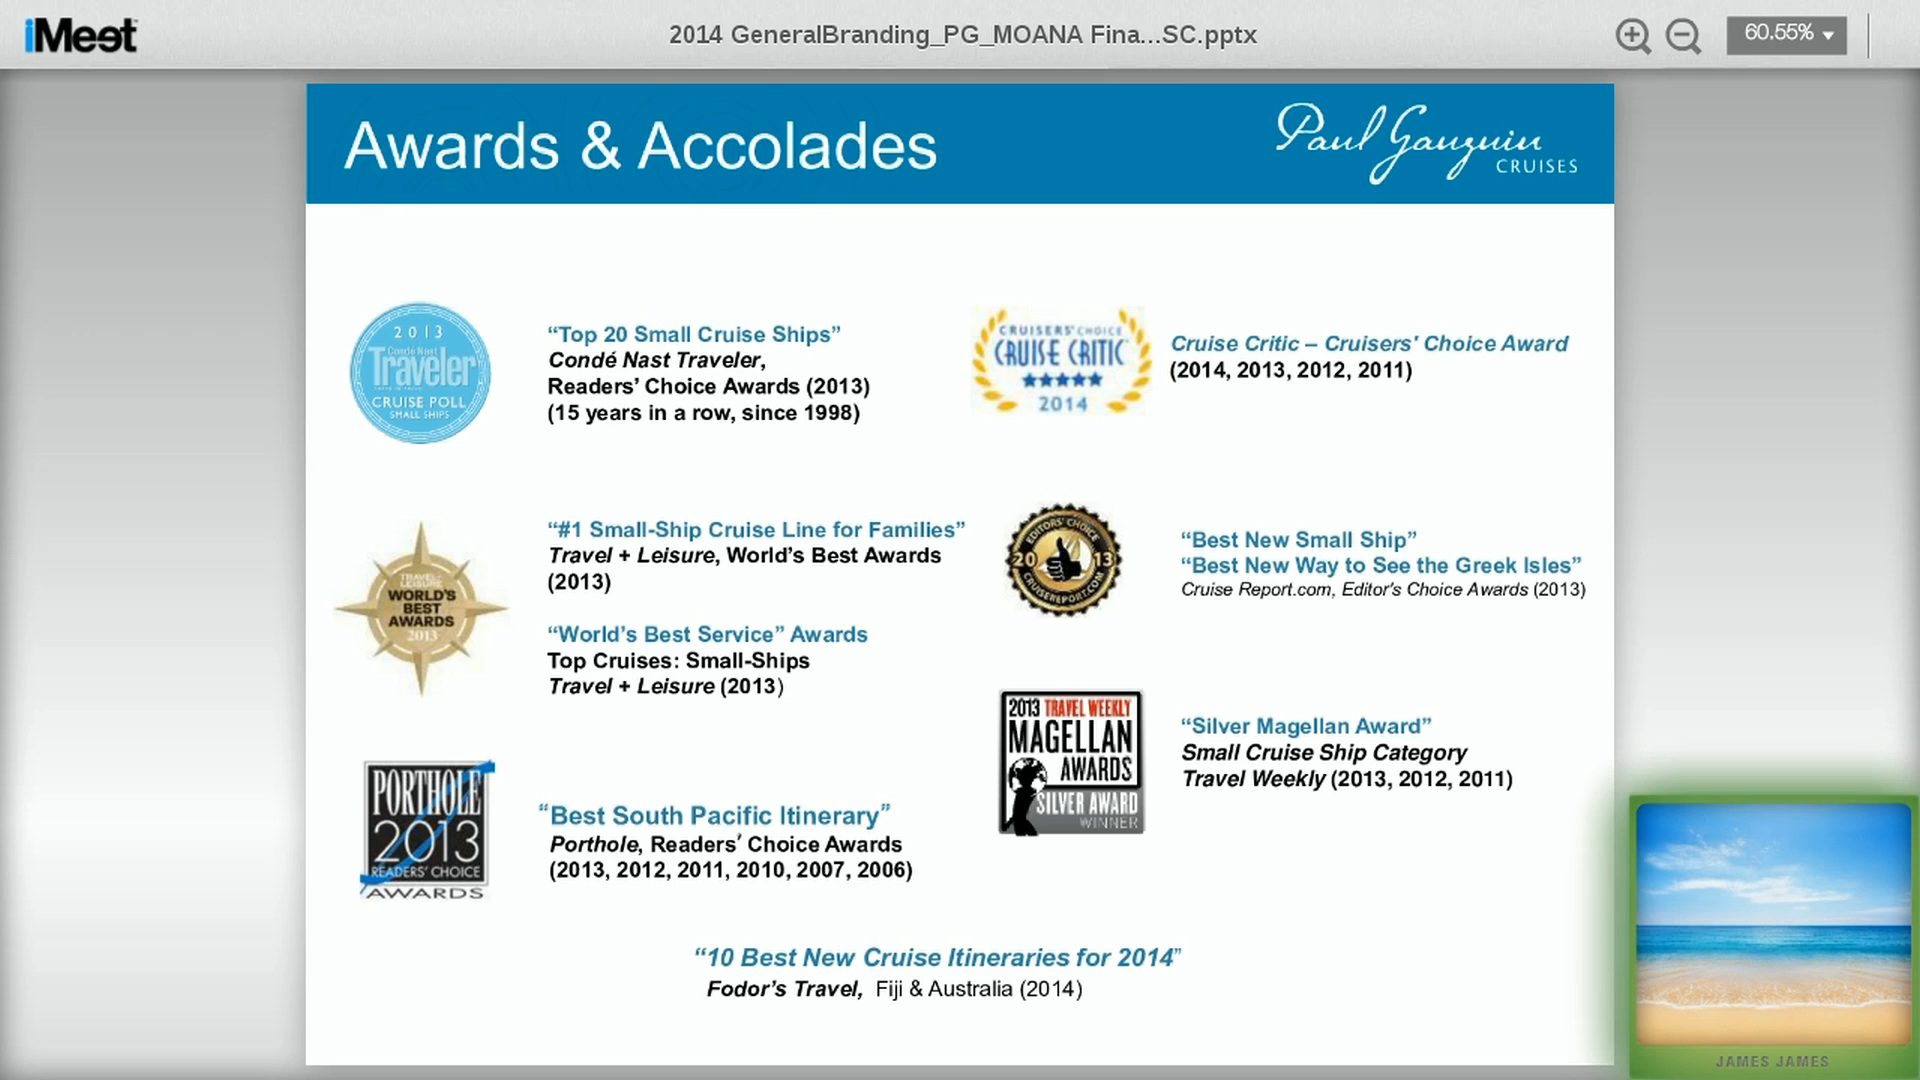 iMeet
2014 GeneralBranding_PG_MOANA Fina...SC.pptx
60.55%
Awards & Accolades
Paul Gauguin
CRUISES
2013
Condé Nast
Traveler
CRUISE POLL
SMALL SHIPS
“Top 20 Small Cruise Ships”
Condé Nast Traveler,
Readers’ Choice Awards (2013)
(15 years in a row, since 1998)
CRUISERS' CHOICE
CRUISE CRITIC
2014
Cruise Critic – Cruisers' Choice Award
(2014, 2013, 2012, 2011)
TRAVEL+
LEISURE
WORLD'S
BEST
AWARDS
2013
“#1 Small-Ship Cruise Line for Families”
Travel + Leisure, World’s Best Awards
(2013)
“World’s Best Service” Awards
Top Cruises: Small-Ships
Travel + Leisure (2013)
EDITORS' CHOICE
20 13
CRUISEREPORT.COM
“Best New Small Ship”
“Best New Way to See the Greek Isles”
Cruise Report.com, Editor's Choice Awards (2013)
2013 TRAVEL WEEKLY
MAGELLAN
AWARDS
SILVER AWARD
WINNER
“Silver Magellan Award”
Small Cruise Ship Category
Travel Weekly (2013, 2012, 2011)
PORTHOLE
2013
READERS' CHOICE
AWARDS
“Best South Pacific Itinerary”
Porthole, Readers’ Choice Awards
(2013, 2012, 2011, 2010, 2007, 2006)
“10 Best New Cruise Itineraries for 2014”
Fodor’s Travel, Fiji & Australia (2014)
JAMES JAMES